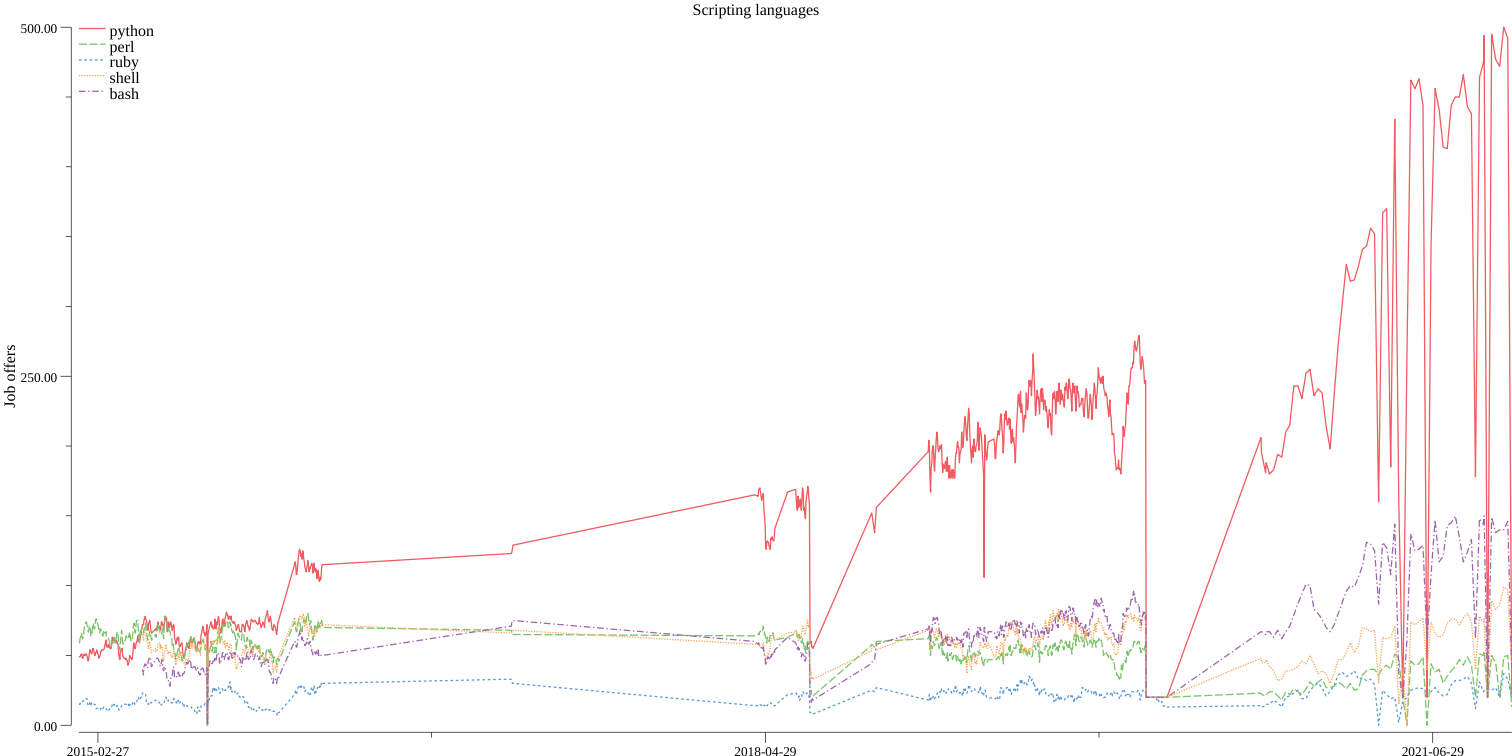 Scripting languages
500.00
python
perl
ruby
shell
bash
Job offers
250.00
0.00
2015-02-27
2018-04-29
2021-06-29